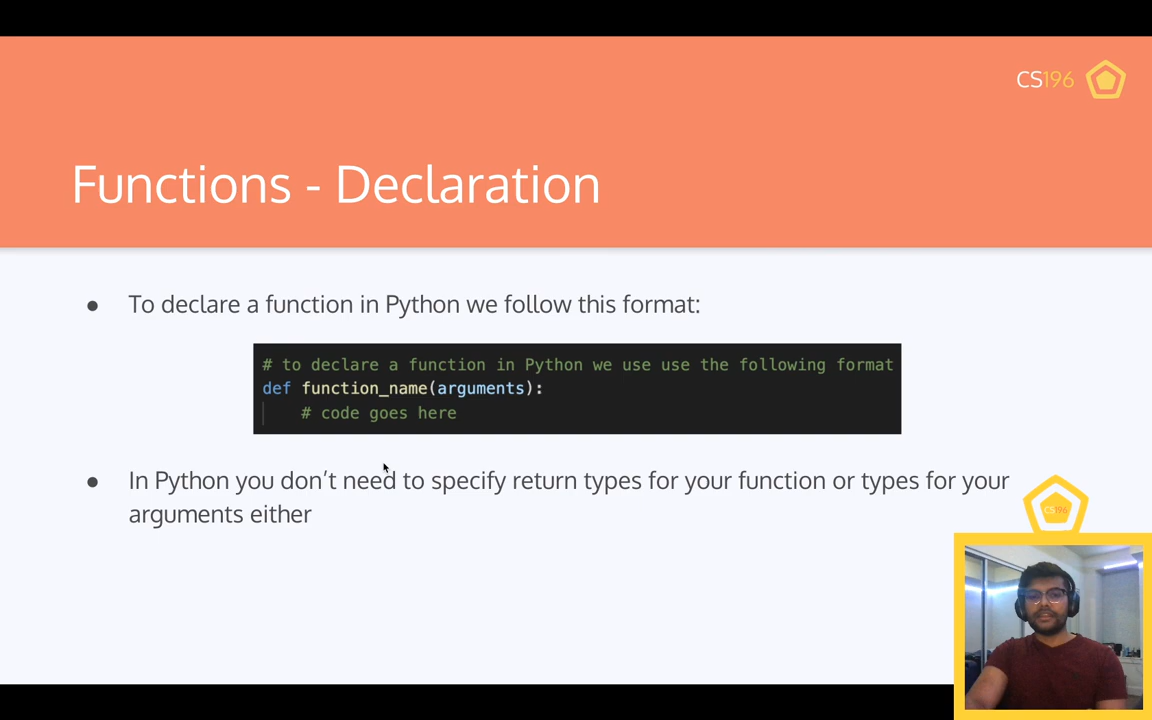 CS196
Functions - Declaration
● To declare a function in Python we follow this format:
# to declare a function in Python we use use the following format
def function_name(arguments):
# code goes here
● In Python you don’t need to specify return types for your function or types for your
arguments either
CS196